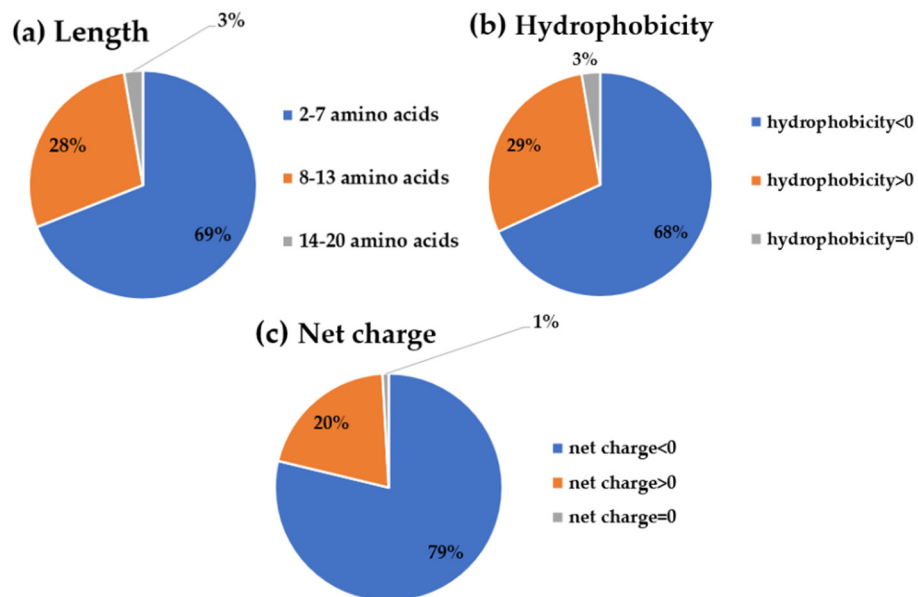 (a) Length
3%
28%
69%
2-7 amino acids
8-13 amino acids
14-20 amino acids
(b) Hydrophobicity
3%
29%
68%
hydrophobicity<0
hydrophobicity>0
hydrophobicity=0
(c) Net charge
1%
20%
79%
net charge<0
net charge>0
net charge=0